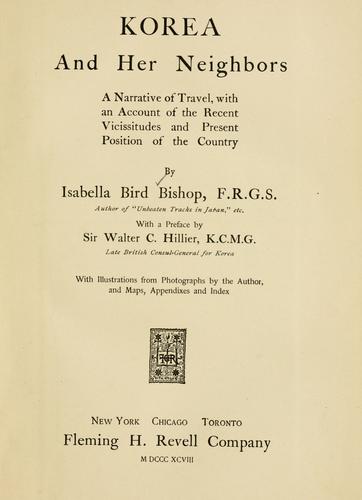 KOREA
And Her Neighbors
A Narrative of Travel, with
an Account of the Recent
Vicissitudes and Present
Position of the Country
By
Isabella Bird Bishop, F.R.G.S.
Author of "Unbeaten Tracks in Japan," etc.
With a Preface by
Sir Walter C. Hillier, K.C.M.G.
Late British Consul-General for Korea
With Illustrations from Photographs by the Author,
and Maps, Appendixes and Index
NEW YORK CHICAGO TORONTO
Fleming H. Revell Company
M DCCC XCVIII